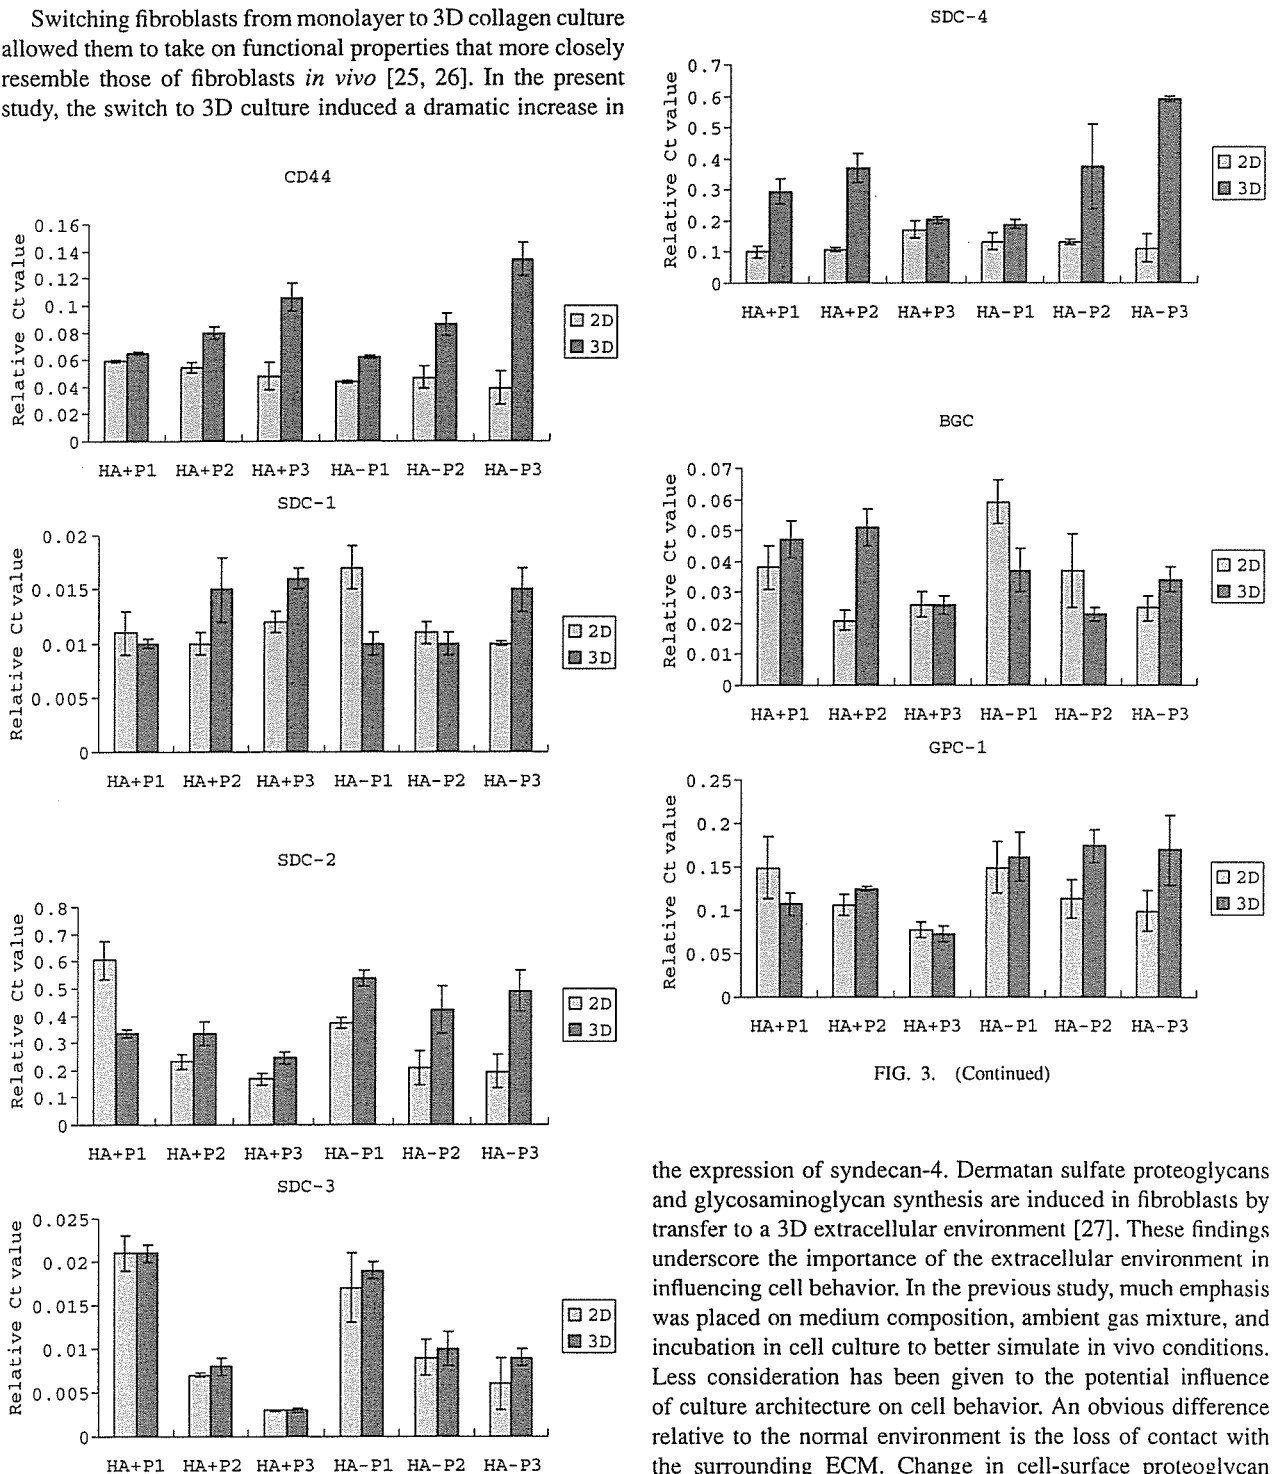 Switching fibroblasts from monolayer to 3D collagen culture
allowed them to take on functional properties that more closely
resemble those of fibroblasts in vivo [25, 26]. In the present
study, the switch to 3D culture induced a dramatic increase in
CD44
Relative Ct value
0.16
0.14
0.12
0.1
0.08
0.06
0.04
0.02
0
2D
3D
HA+P1 HA+P2 HA+P3 HA-P1 HA-P2 HA-P3
SDC-1
Relative Ct value
0.02
0.015
0.01
0.005
0
2D
3D
HA+P1 HA+P2 HA+P3 HA-P1 HA-P2 HA-P3
SDC-2
Relative Ct value
0.8
0.7
0.6
0.5
0.4
0.3
0.2
0.1
0
2D
3D
HA+P1 HA+P2 HA+P3 HA-P1 HA-P2 HA-P3
SDC-3
Relative Ct value
0.025
0.02
0.015
0.01
0.005
0
2D
3D
HA+P1 HA+P2 HA+P3 HA-P1 HA-P2 HA-P3
SDC-4
Relative Ct value
0.7
0.6
0.5
0.4
0.3
0.2
0.1
0
2D
3D
HA+P1 HA+P2 HA+P3 HA-P1 HA-P2 HA-P3
BGC
Relative Ct value
0.07
0.06
0.05
0.04
0.03
0.02
0.01
0
2D
3D
HA+P1 HA+P2 HA+P3 HA-P1 HA-P2 HA-P3
GPC-1
Relative Ct value
0.25
0.2
0.15
0.1
0.05
0
2D
3D
HA+P1 HA+P2 HA+P3 HA-P1 HA-P2 HA-P3
FIG. 3. (Continued)
the expression of syndecan-4. Dermatan sulfate proteoglycans
and glycosaminoglycan synthesis are induced in fibroblasts by
transfer to a 3D extracellular environment [27]. These findings
underscore the importance of the extracellular environment in
influencing cell behavior. In the previous study, much emphasis
was placed on medium composition, ambient gas mixture, and
incubation in cell culture to better simulate in vivo conditions.
Less consideration has been given to the potential influence
of culture architecture on cell behavior. An obvious difference
relative to the normal environment is the loss of contact with
the surrounding ECM. Change in cell-surface proteoglycan